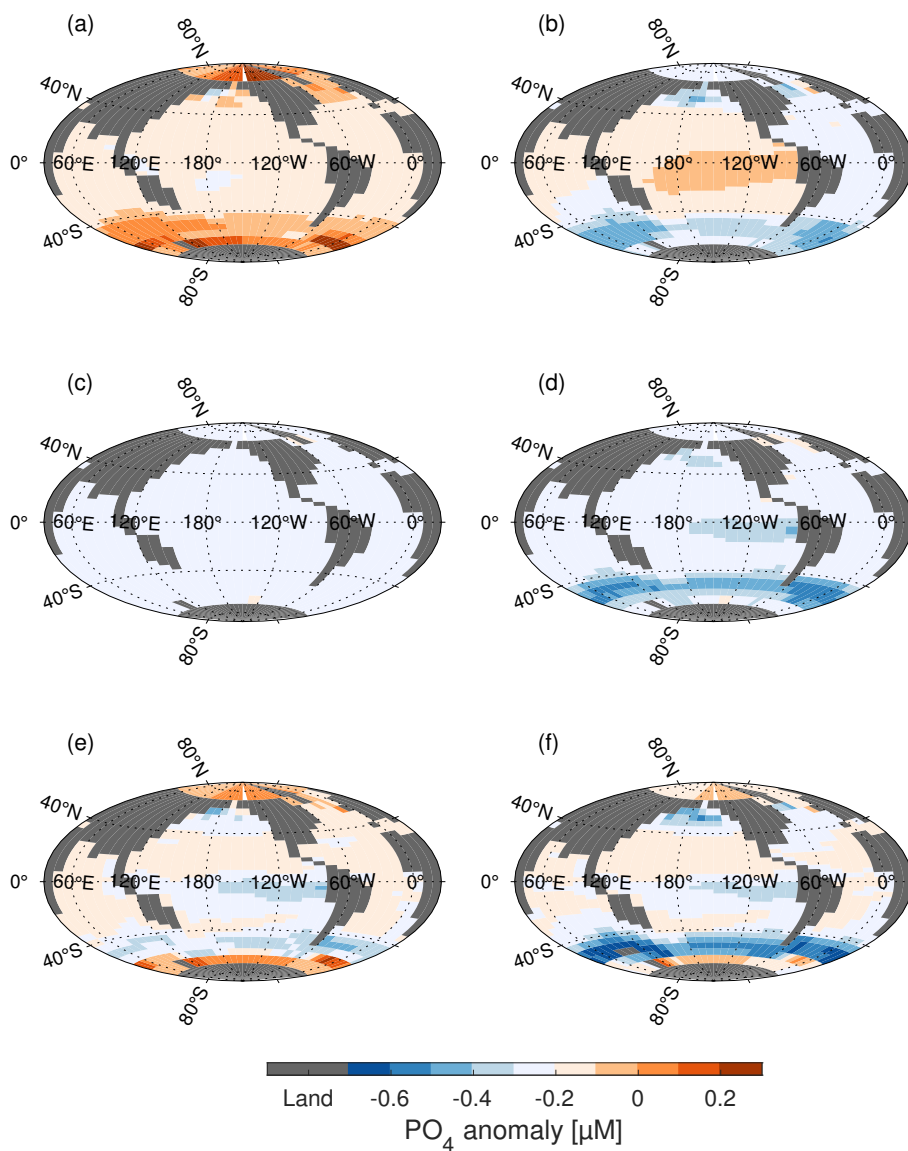 (a) (b)
80°N 80°N
40°N 40°N
0° 60°E 120°E 180° 120°W 60°W 0° 0° 60°E 120°E 180° 120°W 60°W 0°
40°S 40°S
80°S 80°S
(c) (d)
80°N 80°N
40°N 40°N
0° 60°E 120°E 180° 120°W 60°W 0° 0° 60°E 120°E 180° 120°W 60°W 0°
40°S 40°S
80°S 80°S
(e) (f)
80°N 80°N
40°N 40°N
0° 60°E 120°E 180° 120°W 60°W 0° 0° 60°E 120°E 180° 120°W 60°W 0°
40°S 40°S
80°S 80°S
Land -0.6 -0.4 -0.2 0 0.2
PO₄ anomaly [µM]